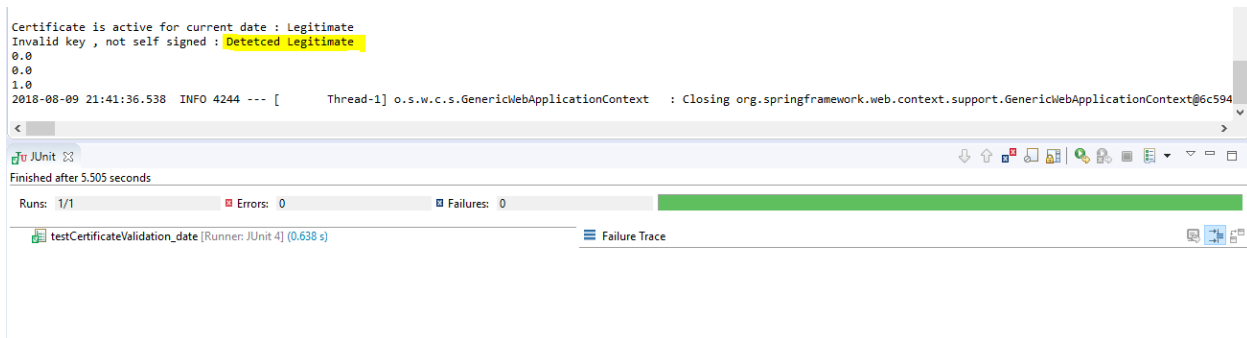 Certificate is active for current date : Legitimate
Invalid key , not self signed : Detetced Legitimate
0.0
0.0
1.0
2018-08-09 21:41:36.538  INFO 4244 --- [       Thread-1] o.s.w.c.s.GenericWebApplicationContext   : Closing org.springframework.web.context.support.GenericWebApplicationContext@6c594
JUnit
Finished after 5.505 seconds
Runs: 1/1 Errors: 0 Failures: 0
testCertificateValidation_date [Runner: JUnit 4] (0.638 s) Failure Trace